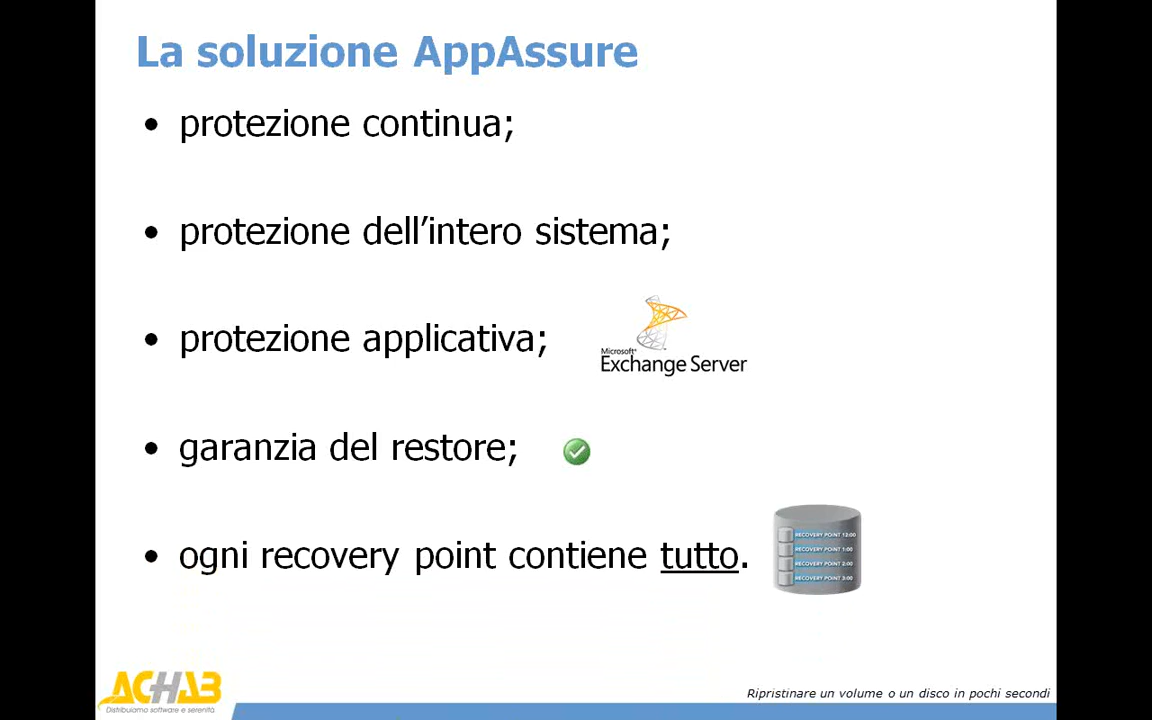 La soluzione AppAssure
• protezione continua;
• protezione dell’intero sistema;
• protezione applicativa;
Microsoft®
Exchange Server
• garanzia del restore;
• ogni recovery point contiene tutto.
RECOVERY POINT 12:00
RECOVERY POINT 1:00
RECOVERY POINT 2:00
RECOVERY POINT 3:00
ACHAB
Distribuiamo software e serenità
Ripristinare un volume o un disco in pochi secondi